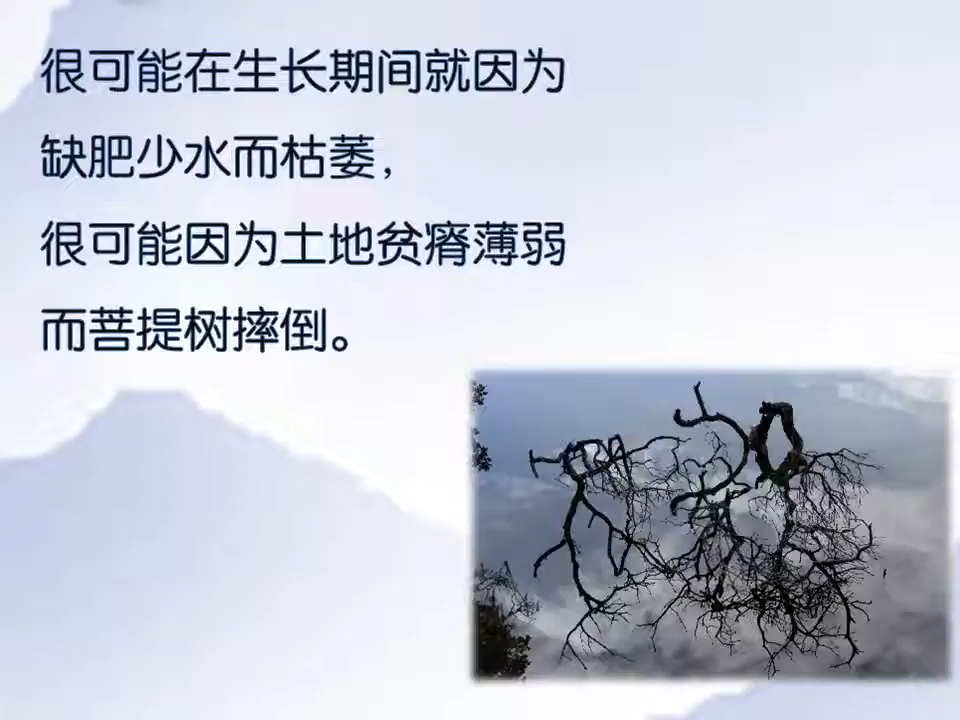 很可能在生长期间就因为
缺肥少水而枯萎，
很可能因为土地贫瘠薄弱
而菩提树摔倒。